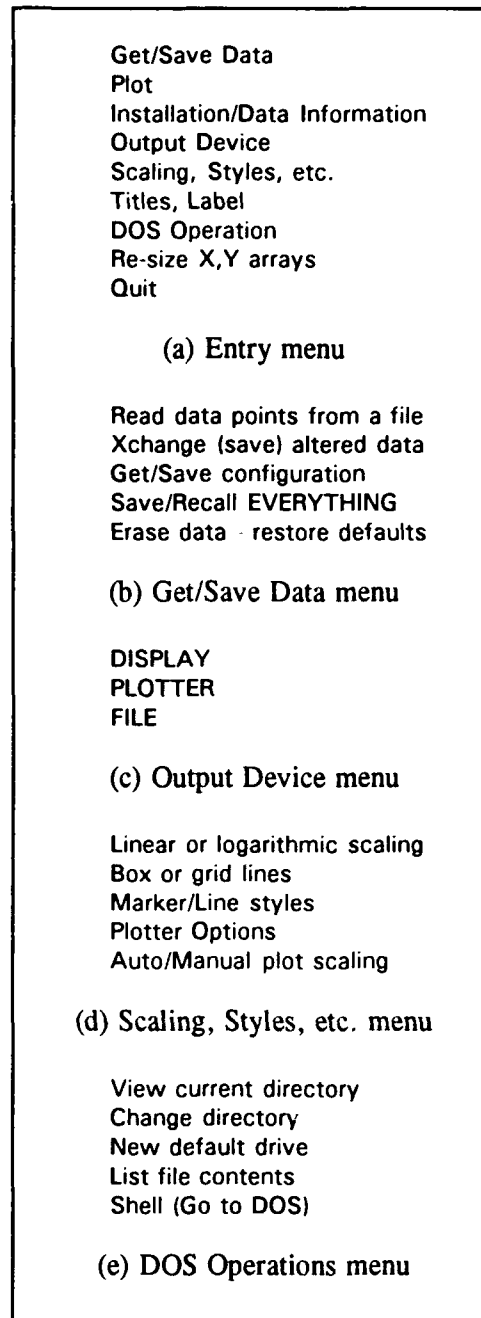 Get/Save Data
Plot
Installation/Data Information
Output Device
Scaling, Styles, etc.
Titles, Label
DOS Operation
Re-size X,Y arrays
Quit
(a) Entry menu
Read data points from a file
Xchange (save) altered data
Get/Save configuration
Save/Recall EVERYTHING
Erase data - restore defaults
(b) Get/Save Data menu
DISPLAY
PLOTTER
FILE
(c) Output Device menu
Linear or logarithmic scaling
Box or grid lines
Marker/Line styles
Plotter Options
Auto/Manual plot scaling
(d) Scaling, Styles, etc. menu
View current directory
Change directory
New default drive
List file contents
Shell (Go to DOS)
(e) DOS Operations menu